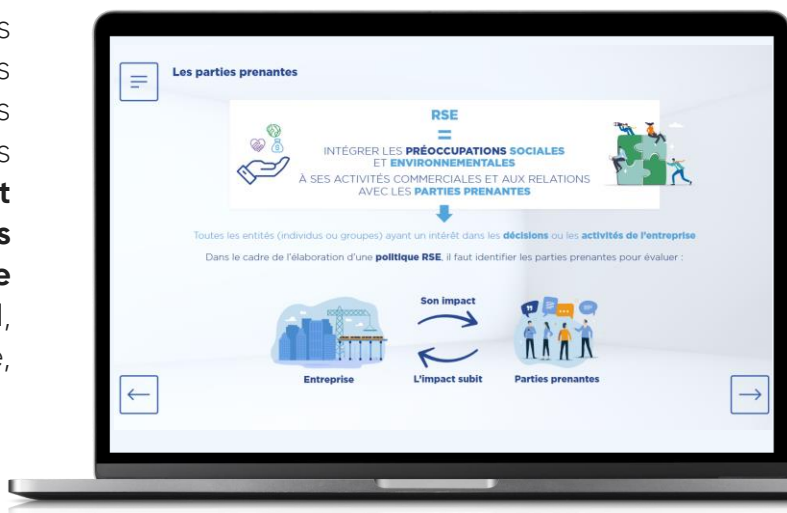 Les parties prenantes
RSE
=
INTÉGRER LES PRÉOCCUPATIONS SOCIALES
ET ENVIRONNEMENTALES
À SES ACTIVITÉS COMMERCIALES ET AUX RELATIONS
AVEC LES PARTIES PRENANTES
Toutes les entités (individus ou groupes) ayant un intérêt dans les décisions ou les activités de l'entreprise
Dans le cadre de l'élaboration d'une politique RSE, il faut identifier les parties prenantes pour évaluer :
Son impact
Entreprise
L'impact subit
Parties prenantes